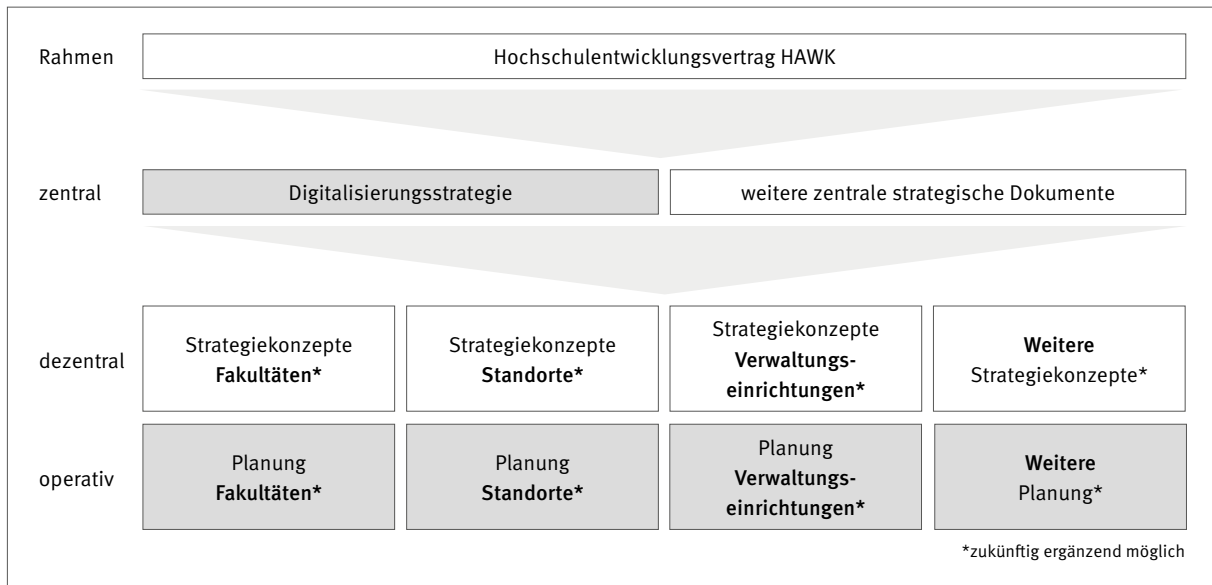 Rahmen
Hochschulentwicklungsvertrag HAWK
zentral
Digitalisierungsstrategie
weitere zentrale strategische Dokumente
dezentral
Strategiekonzepte
Fakultäten*
Strategiekonzepte
Standorte*
Strategiekonzepte
Verwaltungs-
einrichtungen*
Weitere
Strategiekonzepte*
operativ
Planung
Fakultäten*
Planung
Standorte*
Planung
Verwaltungs-
einrichtungen*
Weitere
Planung*
*zukünftig ergänzend möglich